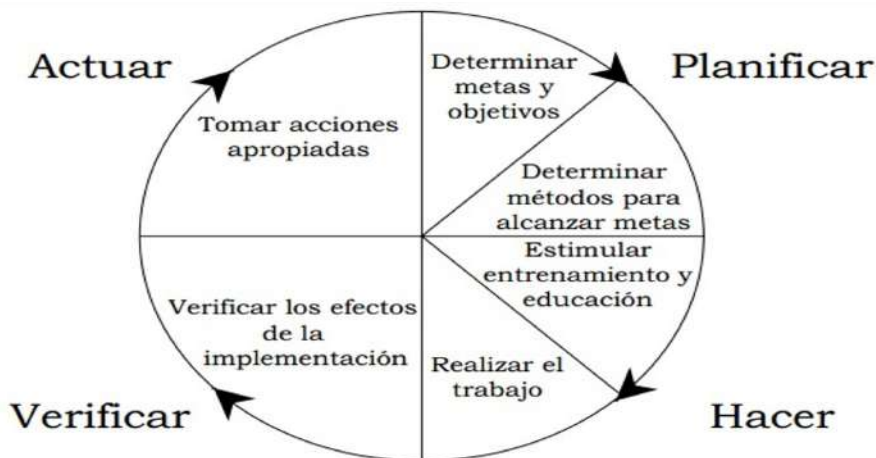 Actuar
Planificar
Determinar
metas y
objetivos
Tomar acciones
apropiadas
Determinar
métodos para
alcanzar metas
Estimular
entrenamiento y
educación
Verificar los efectos
de la
implementación
Realizar el
trabajo
Verificar
Hacer